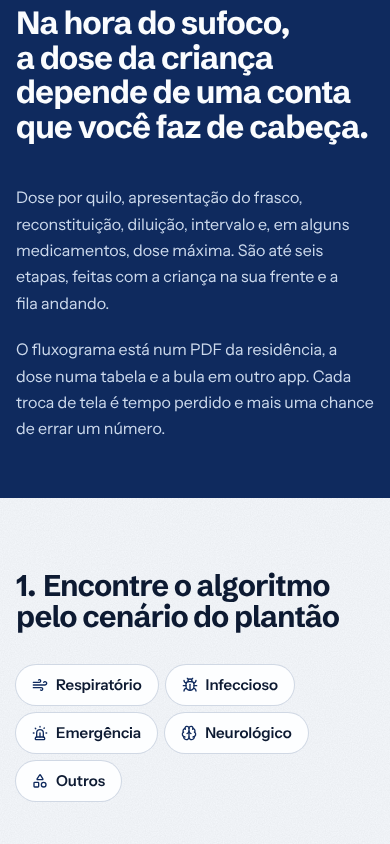 Na hora do sufoco,
a dose da criança
depende de uma conta
que você faz de cabeça.
Dose por quilo, apresentação do frasco,
reconstituição, diluição, intervalo e, em alguns
medicamentos, dose máxima. São até seis
etapas, feitas com a criança na sua frente e a
fila andando.
O fluxograma está num PDF da residência, a
dose numa tabela e a bula em outro app. Cada
troca de tela é tempo perdido e mais uma chance
de errar um número.
1. Encontre o algoritmo
pelo cenário do plantão
Respiratório
Infeccioso
Emergência
Neurológico
Outros